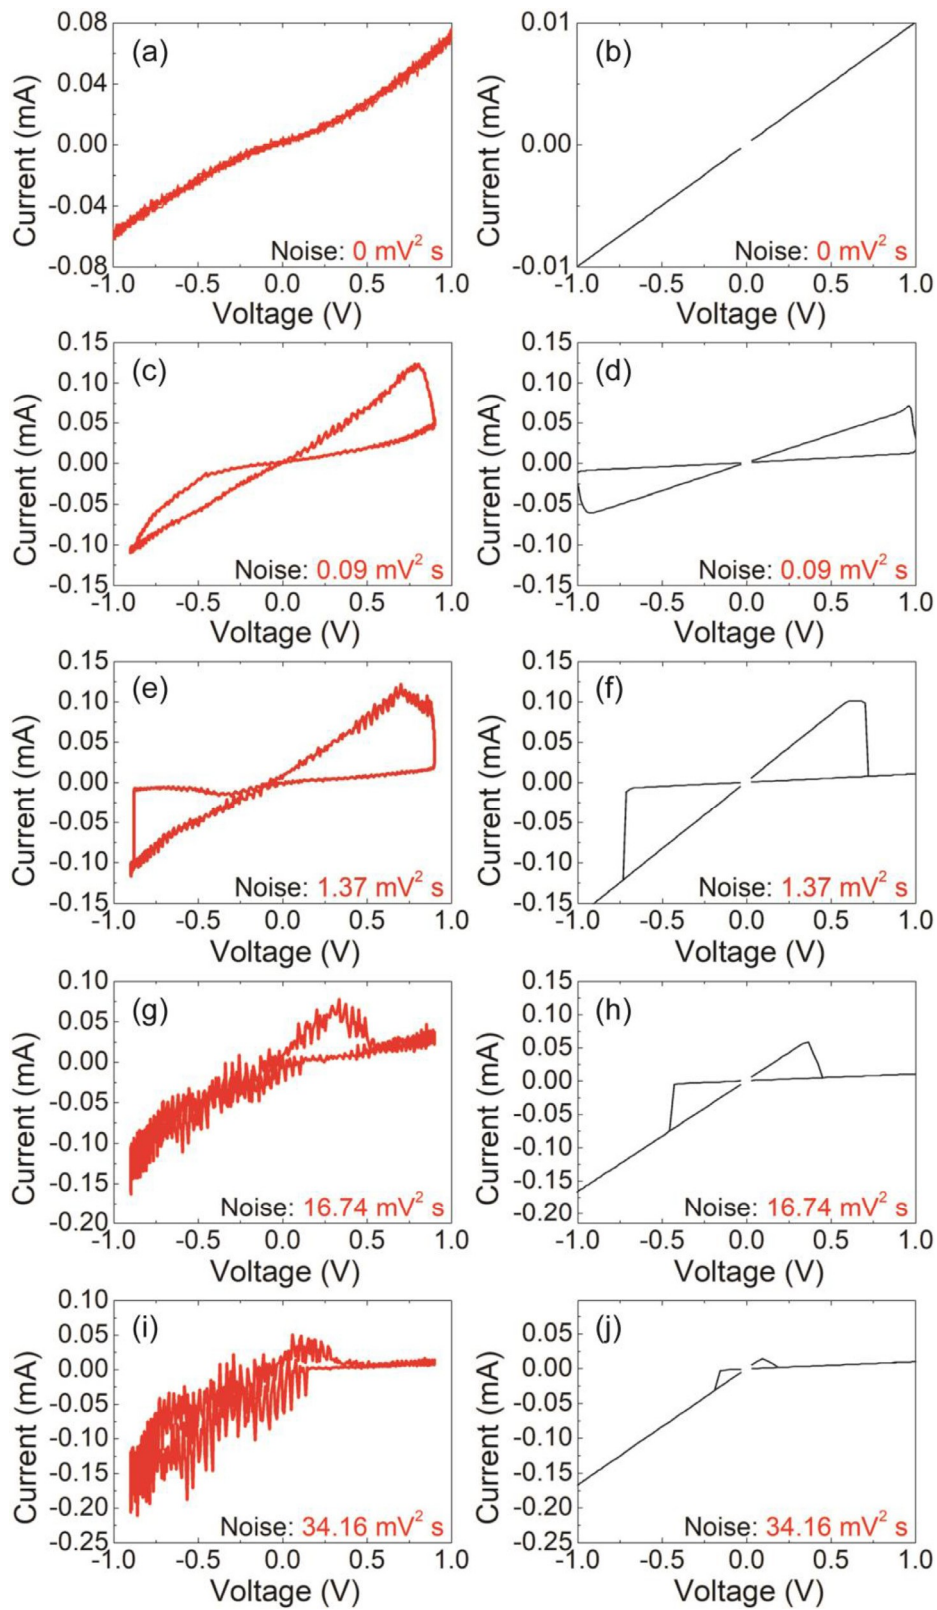 (a)
0.08
0.04
0.00
-0.04
-0.08
Current (mA)
Noise: 0 mV² s
-1.0 -0.5 0.0 0.5 1.0
Voltage (V)
(b)
0.01
0.00
-0.01
Current (mA)
Noise: 0 mV² s
-1.0 -0.5 0.0 0.5 1.0
Voltage (V)
(c)
0.15
0.10
0.05
0.00
-0.05
-0.10
-0.15
Current (mA)
Noise: 0.09 mV² s
-1.0 -0.5 0.0 0.5 1.0
Voltage (V)
(d)
0.15
0.10
0.05
0.00
-0.05
-0.10
-0.15
Current (mA)
Noise: 0.09 mV² s
-1.0 -0.5 0.0 0.5 1.0
Voltage (V)
(e)
0.15
0.10
0.05
0.00
-0.05
-0.10
-0.15
Current (mA)
Noise: 1.37 mV² s
-1.0 -0.5 0.0 0.5 1.0
Voltage (V)
(f)
0.15
0.10
0.05
0.00
-0.05
-0.10
-0.15
Current (mA)
Noise: 1.37 mV² s
-1.0 -0.5 0.0 0.5 1.0
Voltage (V)
(g)
0.10
0.05
0.00
-0.05
-0.10
-0.15
-0.20
Current (mA)
Noise: 16.74 mV² s
-1.0 -0.5 0.0 0.5 1.0
Voltage (V)
(h)
0.15
0.10
0.05
0.00
-0.05
-0.10
-0.15
-0.20
Current (mA)
Noise: 16.74 mV² s
-1.0 -0.5 0.0 0.5 1.0
Voltage (V)
(i)
0.10
0.05
0.00
-0.05
-0.10
-0.15
-0.20
-0.25
Current (mA)
Noise: 34.16 mV² s
-1.0 -0.5 0.0 0.5 1.0
Voltage (V)
(j)
0.05
0.00
-0.05
-0.10
-0.15
-0.20
-0.25
Current (mA)
Noise: 34.16 mV² s
-1.0 -0.5 0.0 0.5 1.0
Voltage (V)